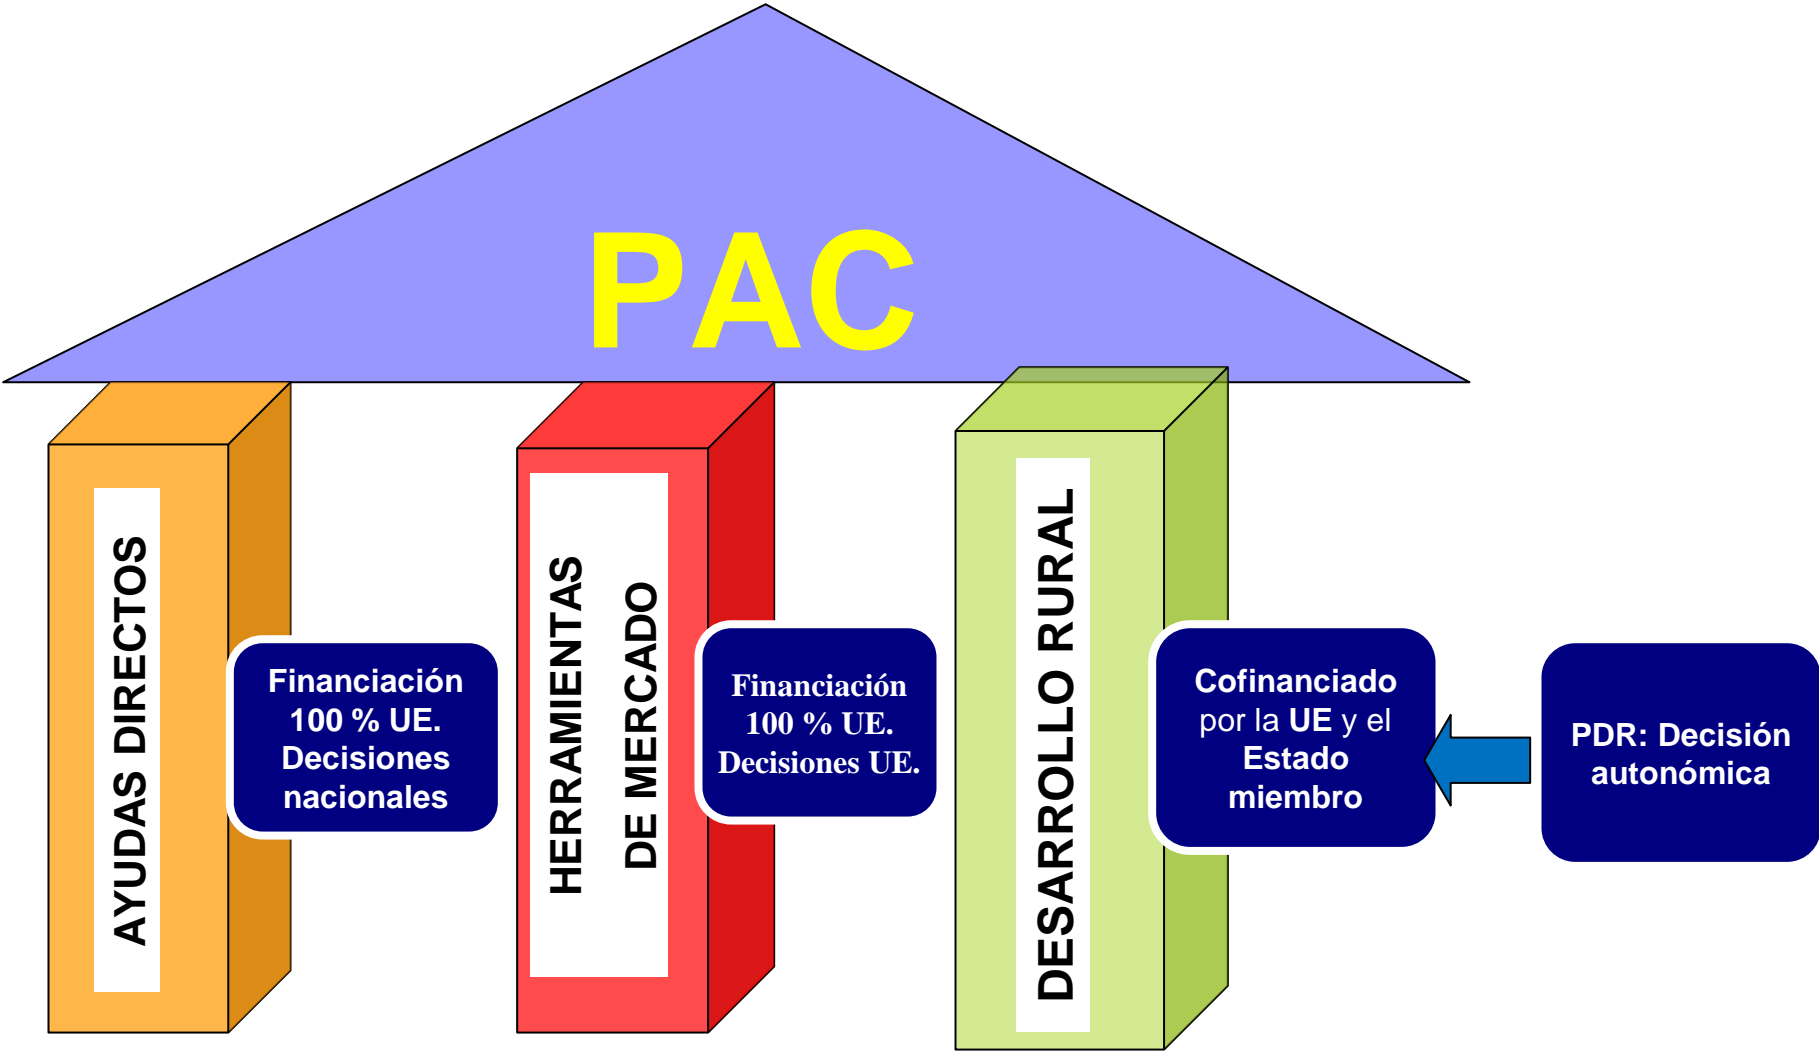 PAC
AYUDAS DIRECTOS
Financiación
100 % UE.
Decisiones
nacionales
HERRAMIENTAS
DE MERCADO
Financiación
100 % UE.
Decisiones UE.
DESARROLLO RURAL
Cofinanciado
por la UE y el
Estado
miembro
PDR: Decisión
autonómica